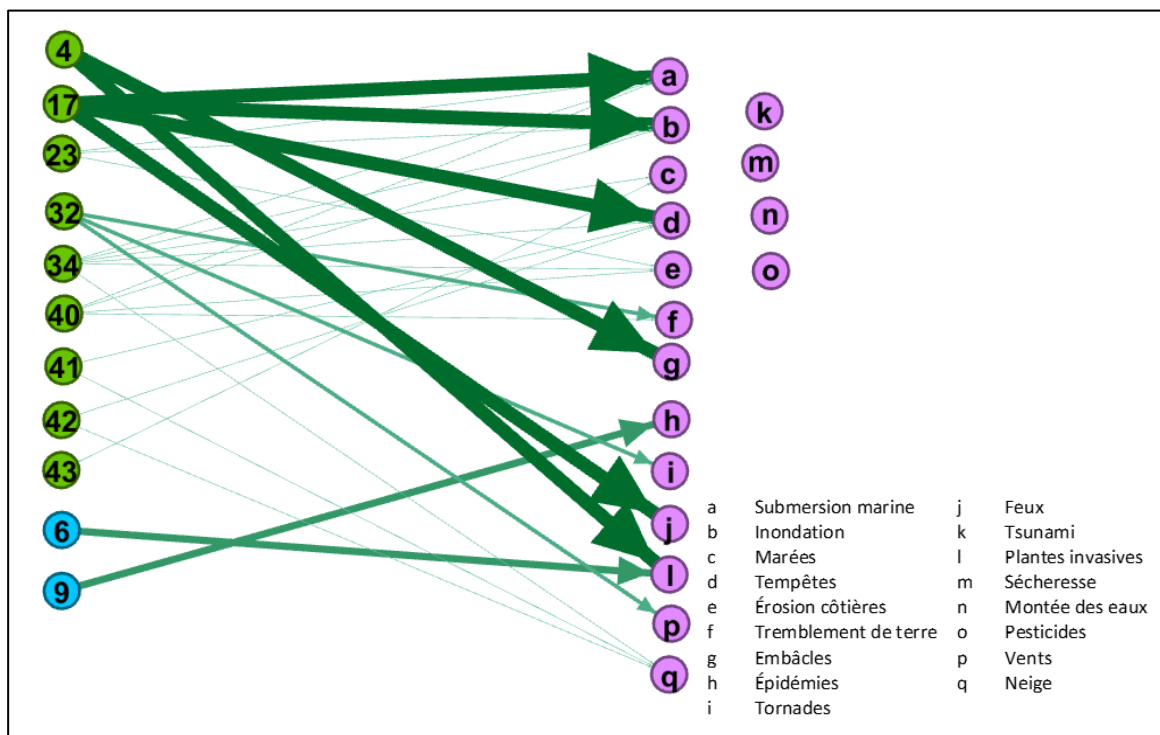 4
17
23
32
34
40
41
42
43
6
9
a
b
c
d
e
f
g
h
i
j
l
p
q
k
m
n
o
a Submersion marine j Feux
b Inondation k Tsunami
c Marées l Plantes invasives
d Tempêtes m Sécheresse
e Érosion côtières n Montée des eaux
f Tremblement de terre o Pesticides
g Embâcles p Vents
h Épidémies q Neige
i Tornades